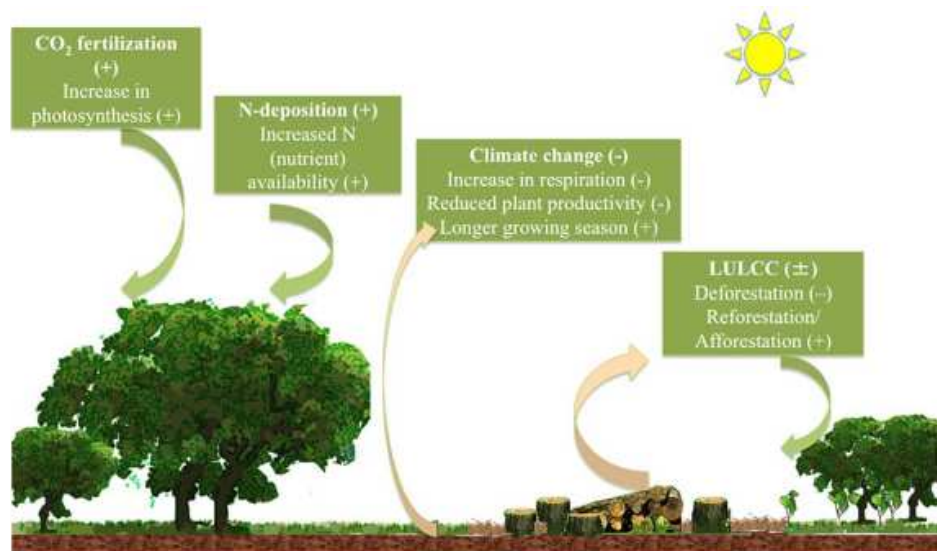 CO₂ fertilization
(+)
Increase in
photosynthesis (+)
N-deposition (+)
Increased N
(nutrient)
availability (+)
Climate change (-)
Increase in respiration (-)
Reduced plant productivity (-)
Longer growing season (+)
LULCC (±)
Deforestation (-)
Reforestation/
Afforestation (+)